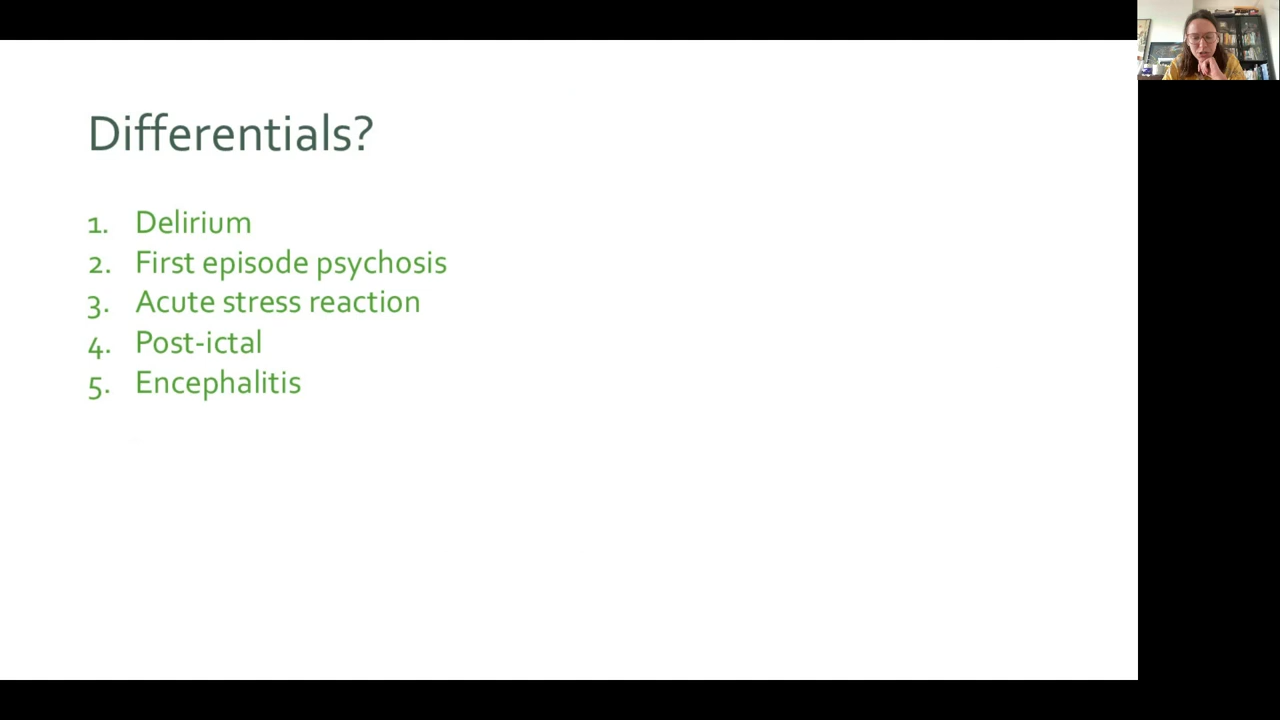 Differentials?
1. Delirium
2. First episode psychosis
3. Acute stress reaction
4. Post-ictal
5. Encephalitis